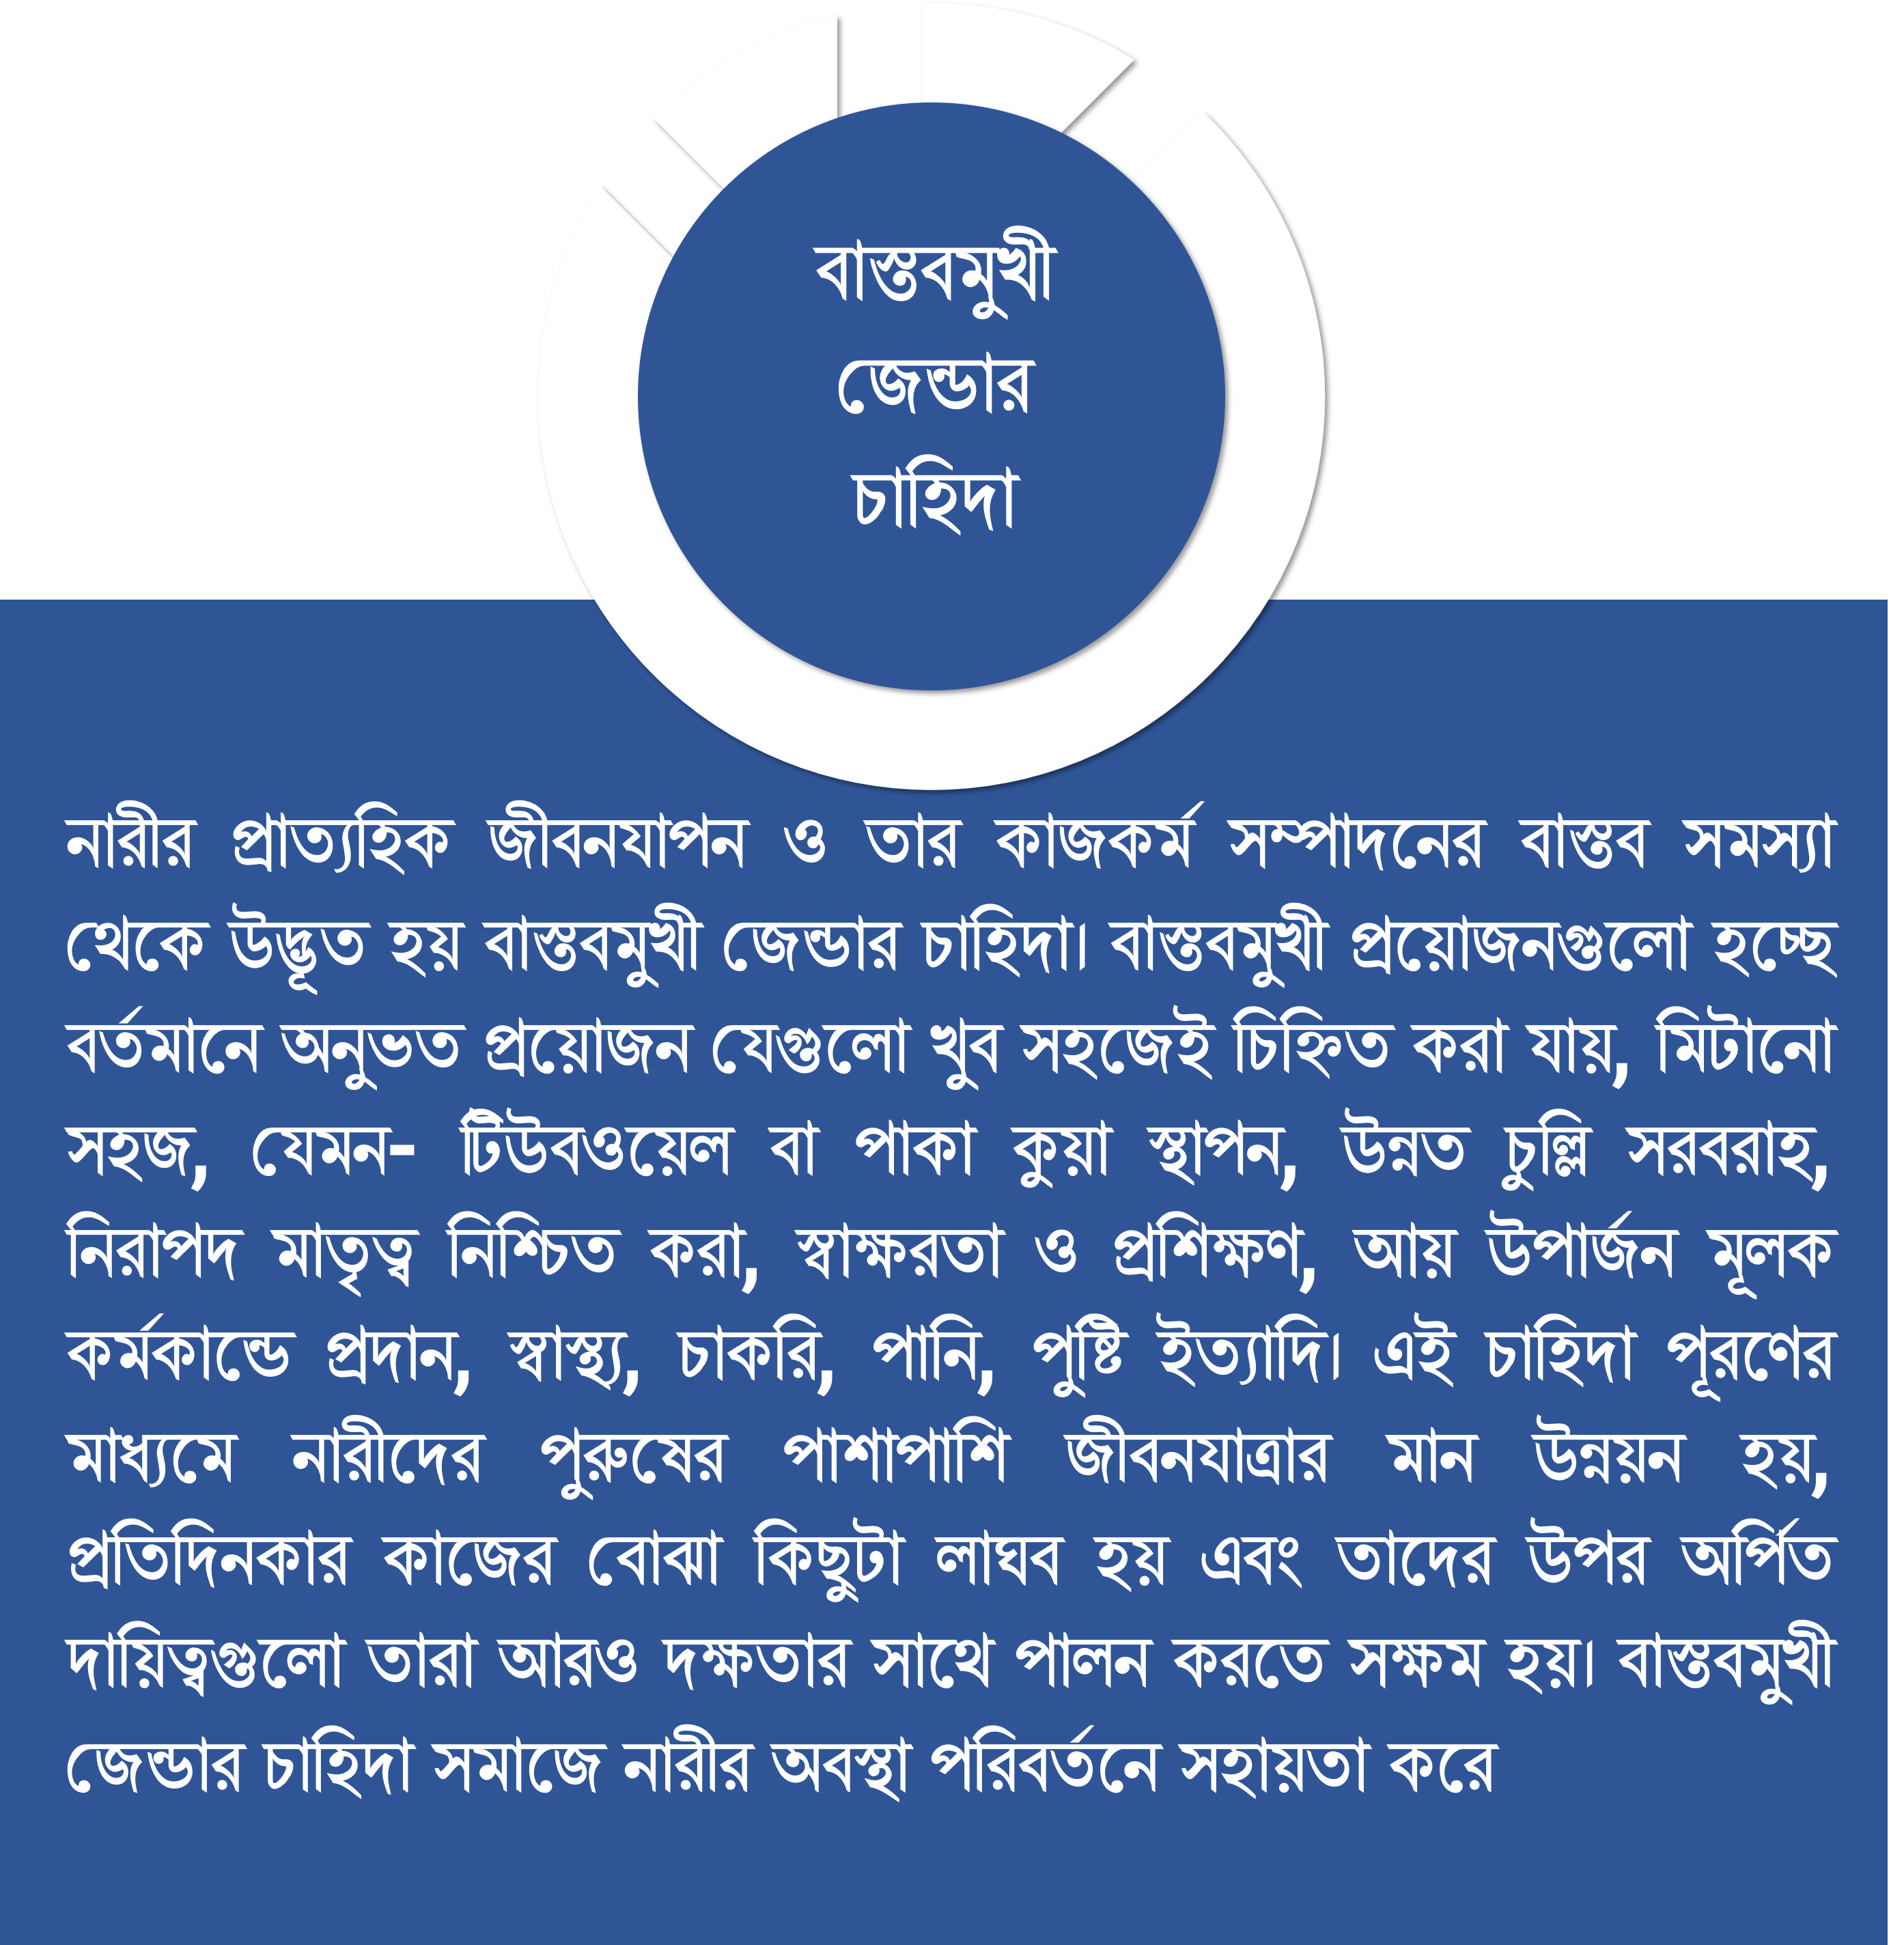 বাস্তবমুখী
জেন্ডার
চাহিদা
নারীর প্রাত্যহিক জীবনযাপন ও তার কাজকর্ম সম্পাদনের বাস্তব সমস্যা
থেকে উদ্ভূত হয় বাস্তবমুখী জেন্ডার চাহিদা। বাস্তবমুখী প্রয়োজনগুলো হচ্ছে
বর্তমানে অনুভত প্রয়োজন যেগুলো খুব সহজেই চিহ্নিত করা যায়, মিটানো
সহজ, যেমন- টিউবওয়েল বা পাকা কুয়া স্থাপন, উন্নত চুল্লি সরবরাহ,
নিরাপদ মাতৃত্ব নিশ্চিত করা, স্বাক্ষরতা ও প্রশিক্ষণ, আয় উপার্জন মূলক
কর্মকান্ডে প্রদান, স্বাস্থ্য, চাকরি, পানি, পুষ্টি ইত্যাদি। এই চাহিদা পূরণের
মাধ্যমে নারীদের পুরুষের পাশাপাশি জীবনযাত্রার মান উন্নয়ন হয়,
প্রতিদিনকার কাজের বোঝা কিছুটা লাঘব হয় এবং তাদের উপর অর্পিত
দায়িত্বগুলো তারা আরও দক্ষতার সাথে পালন করতে সক্ষম হয়। বাস্তবমুখী
জেন্ডার চাহিদা সমাজে নারীর অবস্থা পরিবর্তনে সহায়তা করে